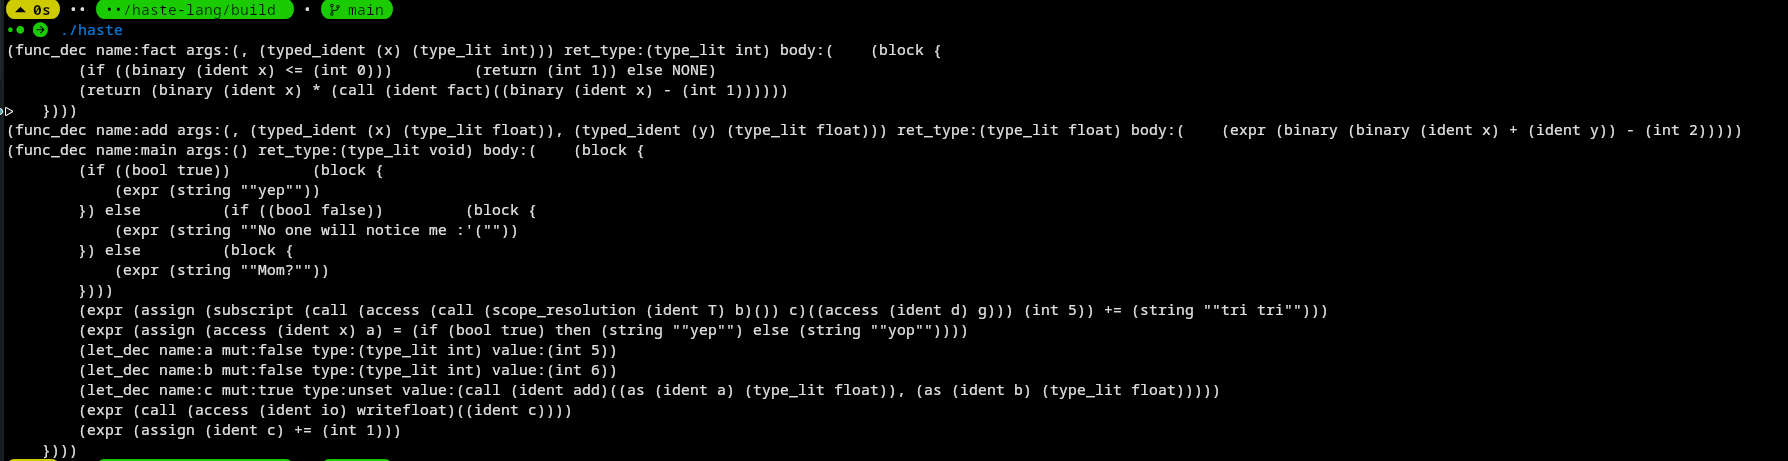 0s •• ••/haste-lang/build • main
./haste
(func_dec name:fact args:(, (typed_ident (x) (type_lit int))) ret_type:(type_lit int) body:(    (block {
        (if ((binary (ident x) <= (int 0)))         (return (int 1)) else NONE)
        (return (binary (ident x) * (call (ident fact)((binary (ident x) - (int 1))))))
    })))
(func_dec name:add args:(, (typed_ident (x) (type_lit float)), (typed_ident (y) (type_lit float))) ret_type:(type_lit float) body:(    (expr (binary (binary (ident x) + (ident y)) - (int 2)))))
(func_dec name:main args:() ret_type:(type_lit void) body:(    (block {
        (if ((bool true))         (block {
            (expr (string ""yep""))
        }) else         (if ((bool false))         (block {
            (expr (string ""No one will notice me :'(""))
        }) else         (block {
            (expr (string ""Mom?""))
        })))
        (expr (assign (subscript (call (access (call (scope_resolution (ident T) b)()) c)((access (ident d) g))) (int 5)) += (string ""tri tri"")))
        (expr (assign (access (ident x) a) = (if (bool true) then (string ""yep"") else (string ""yop""))))
        (let_dec name:a mut:false type:(type_lit int) value:(int 5))
        (let_dec name:b mut:false type:(type_lit int) value:(int 6))
        (let_dec name:c mut:true type:unset value:(call (ident add)((as (ident a) (type_lit float)), (as (ident b) (type_lit float)))))
        (expr (call (access (ident io) writefloat)((ident c))))
        (expr (assign (ident c) += (int 1)))
    })))